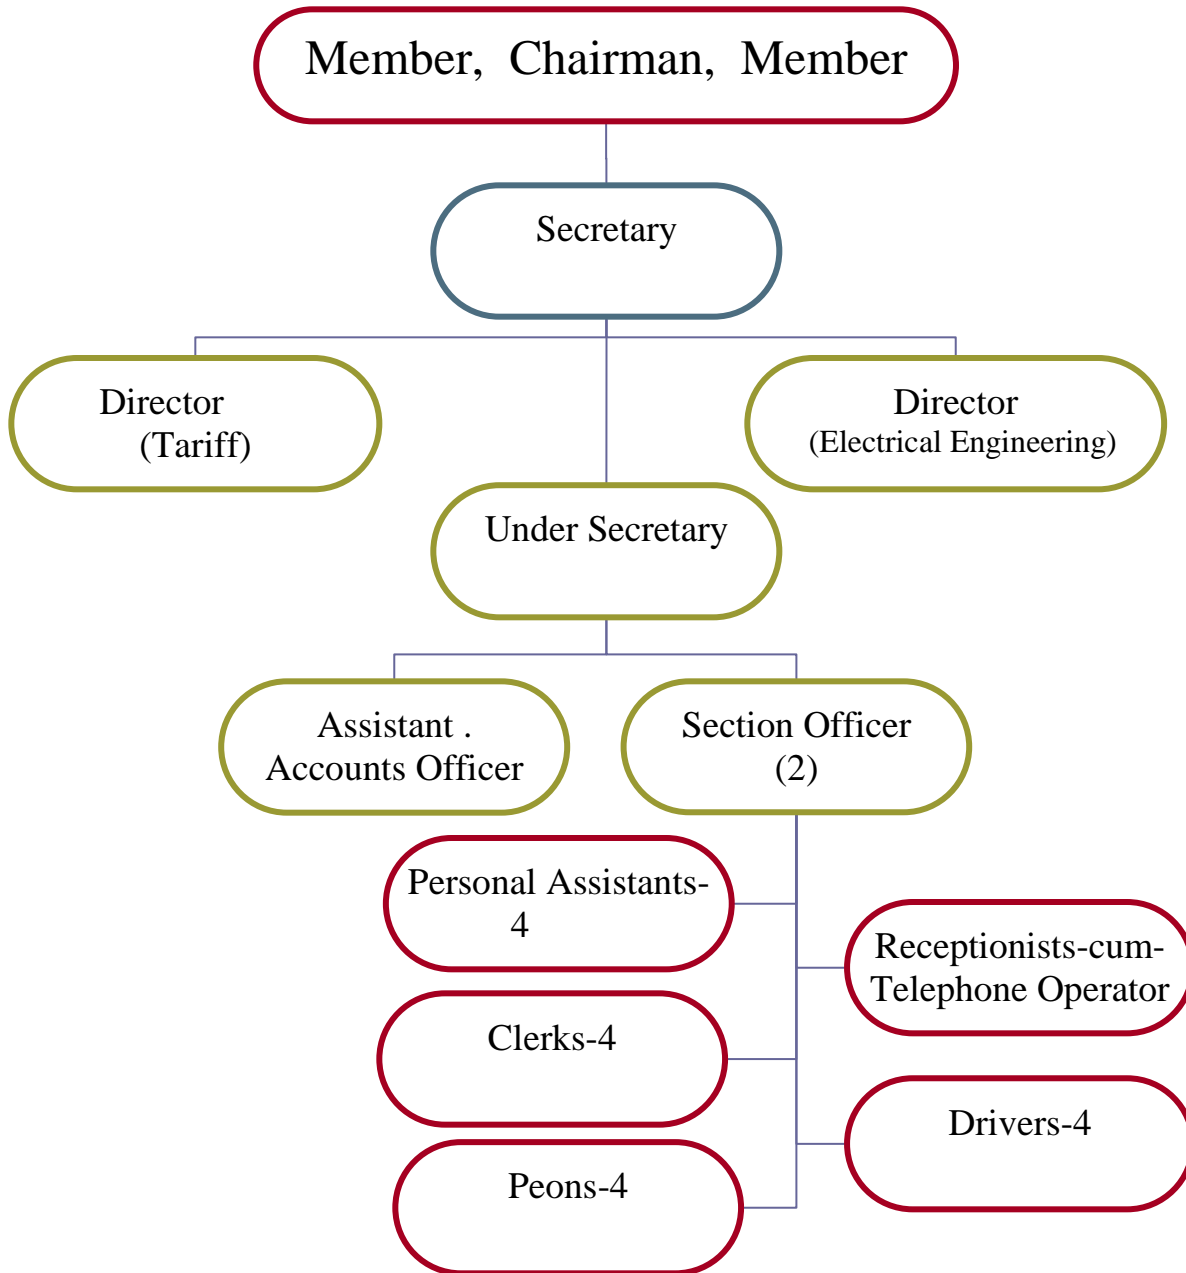 Member, Chairman, Member
Secretary
Director
(Tariff)
Director
(Electrical Engineering)
Under Secretary
Assistant .
Accounts Officer
Section Officer
(2)
Personal Assistants-
4
Receptionists-cum-
Telephone Operator
Clerks-4
Drivers-4
Peons-4